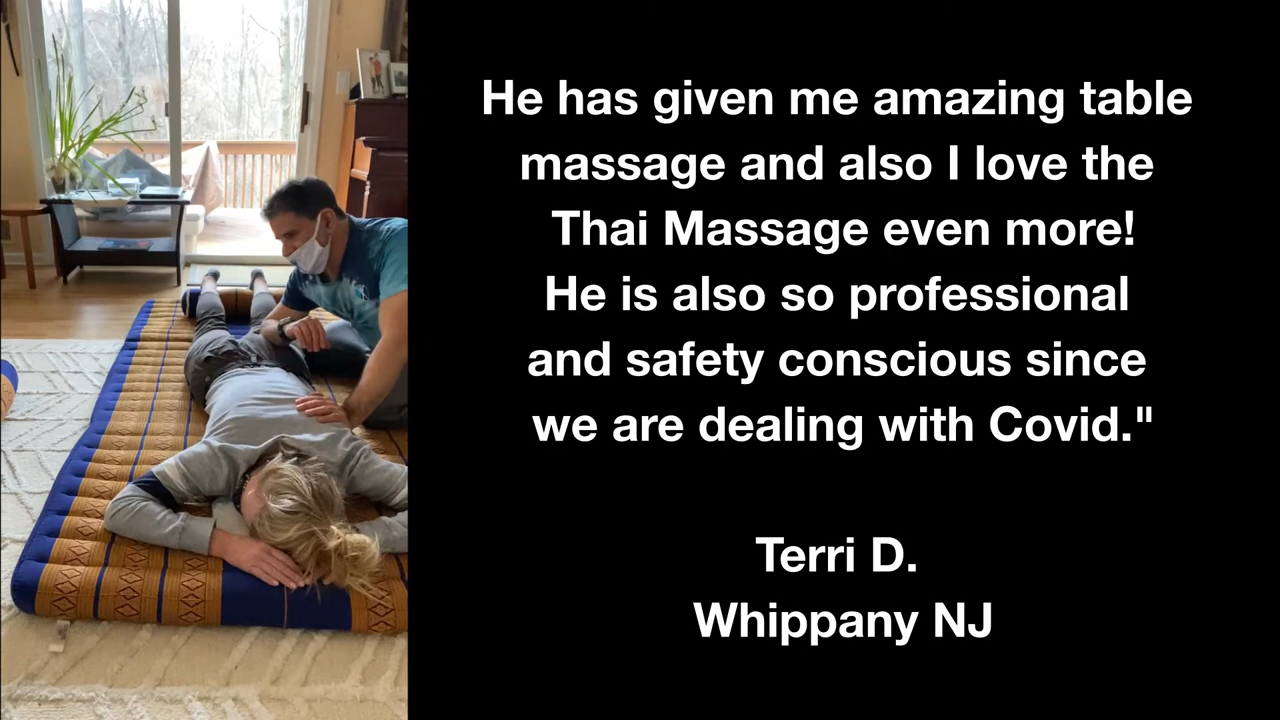 He has given me amazing table
massage and also I love the
Thai Massage even more!
He is also so professional
and safety conscious since
we are dealing with Covid."
Terri D.
Whippany NJ